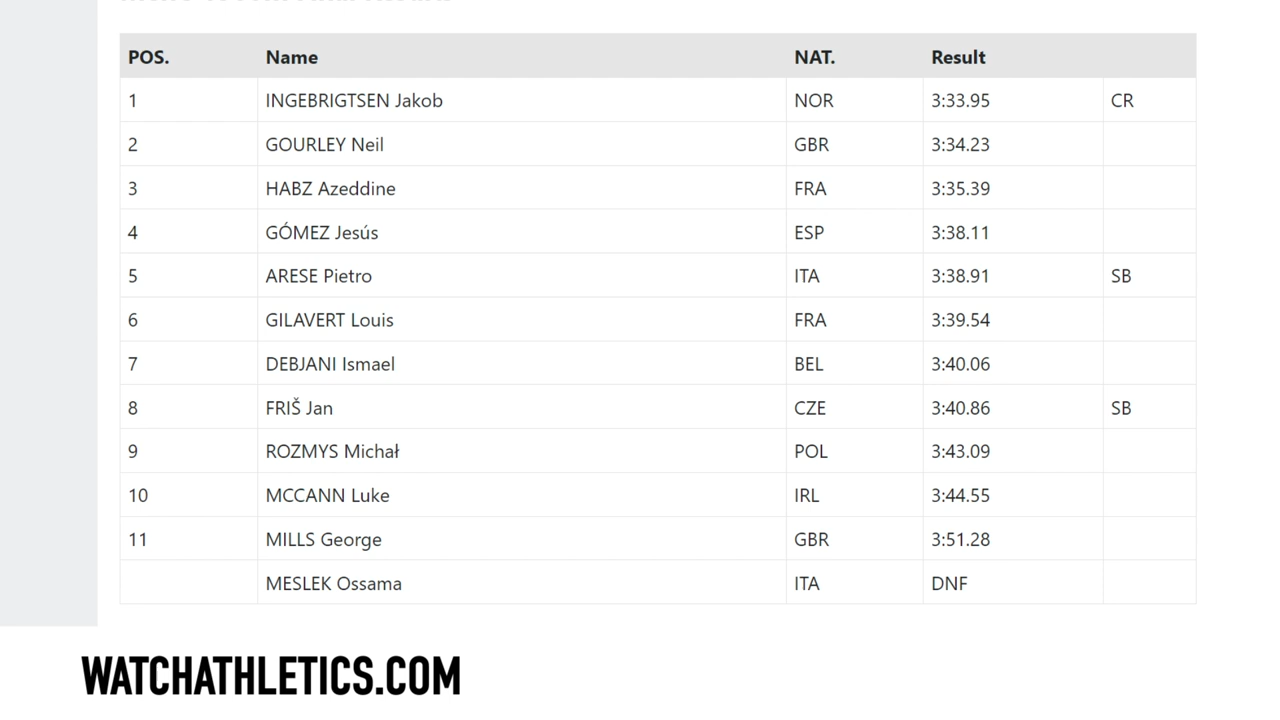 POS. Name NAT. Result
1 INGEBRIGTSEN Jakob NOR 3:33.95 CR
2 GOURLEY Neil GBR 3:34.23
3 HABZ Azeddine FRA 3:35.39
4 GÓMEZ Jesús ESP 3:38.11
5 ARESE Pietro ITA 3:38.91 SB
6 GILAVERT Louis FRA 3:39.54
7 DEBJANI Ismael BEL 3:40.06
8 FRIŠ Jan CZE 3:40.86 SB
9 ROZMYS Michał POL 3:43.09
10 MCCANN Luke IRL 3:44.55
11 MILLS George GBR 3:51.28
MESLEK Ossama ITA DNF
WATCHATHLETICS.COM